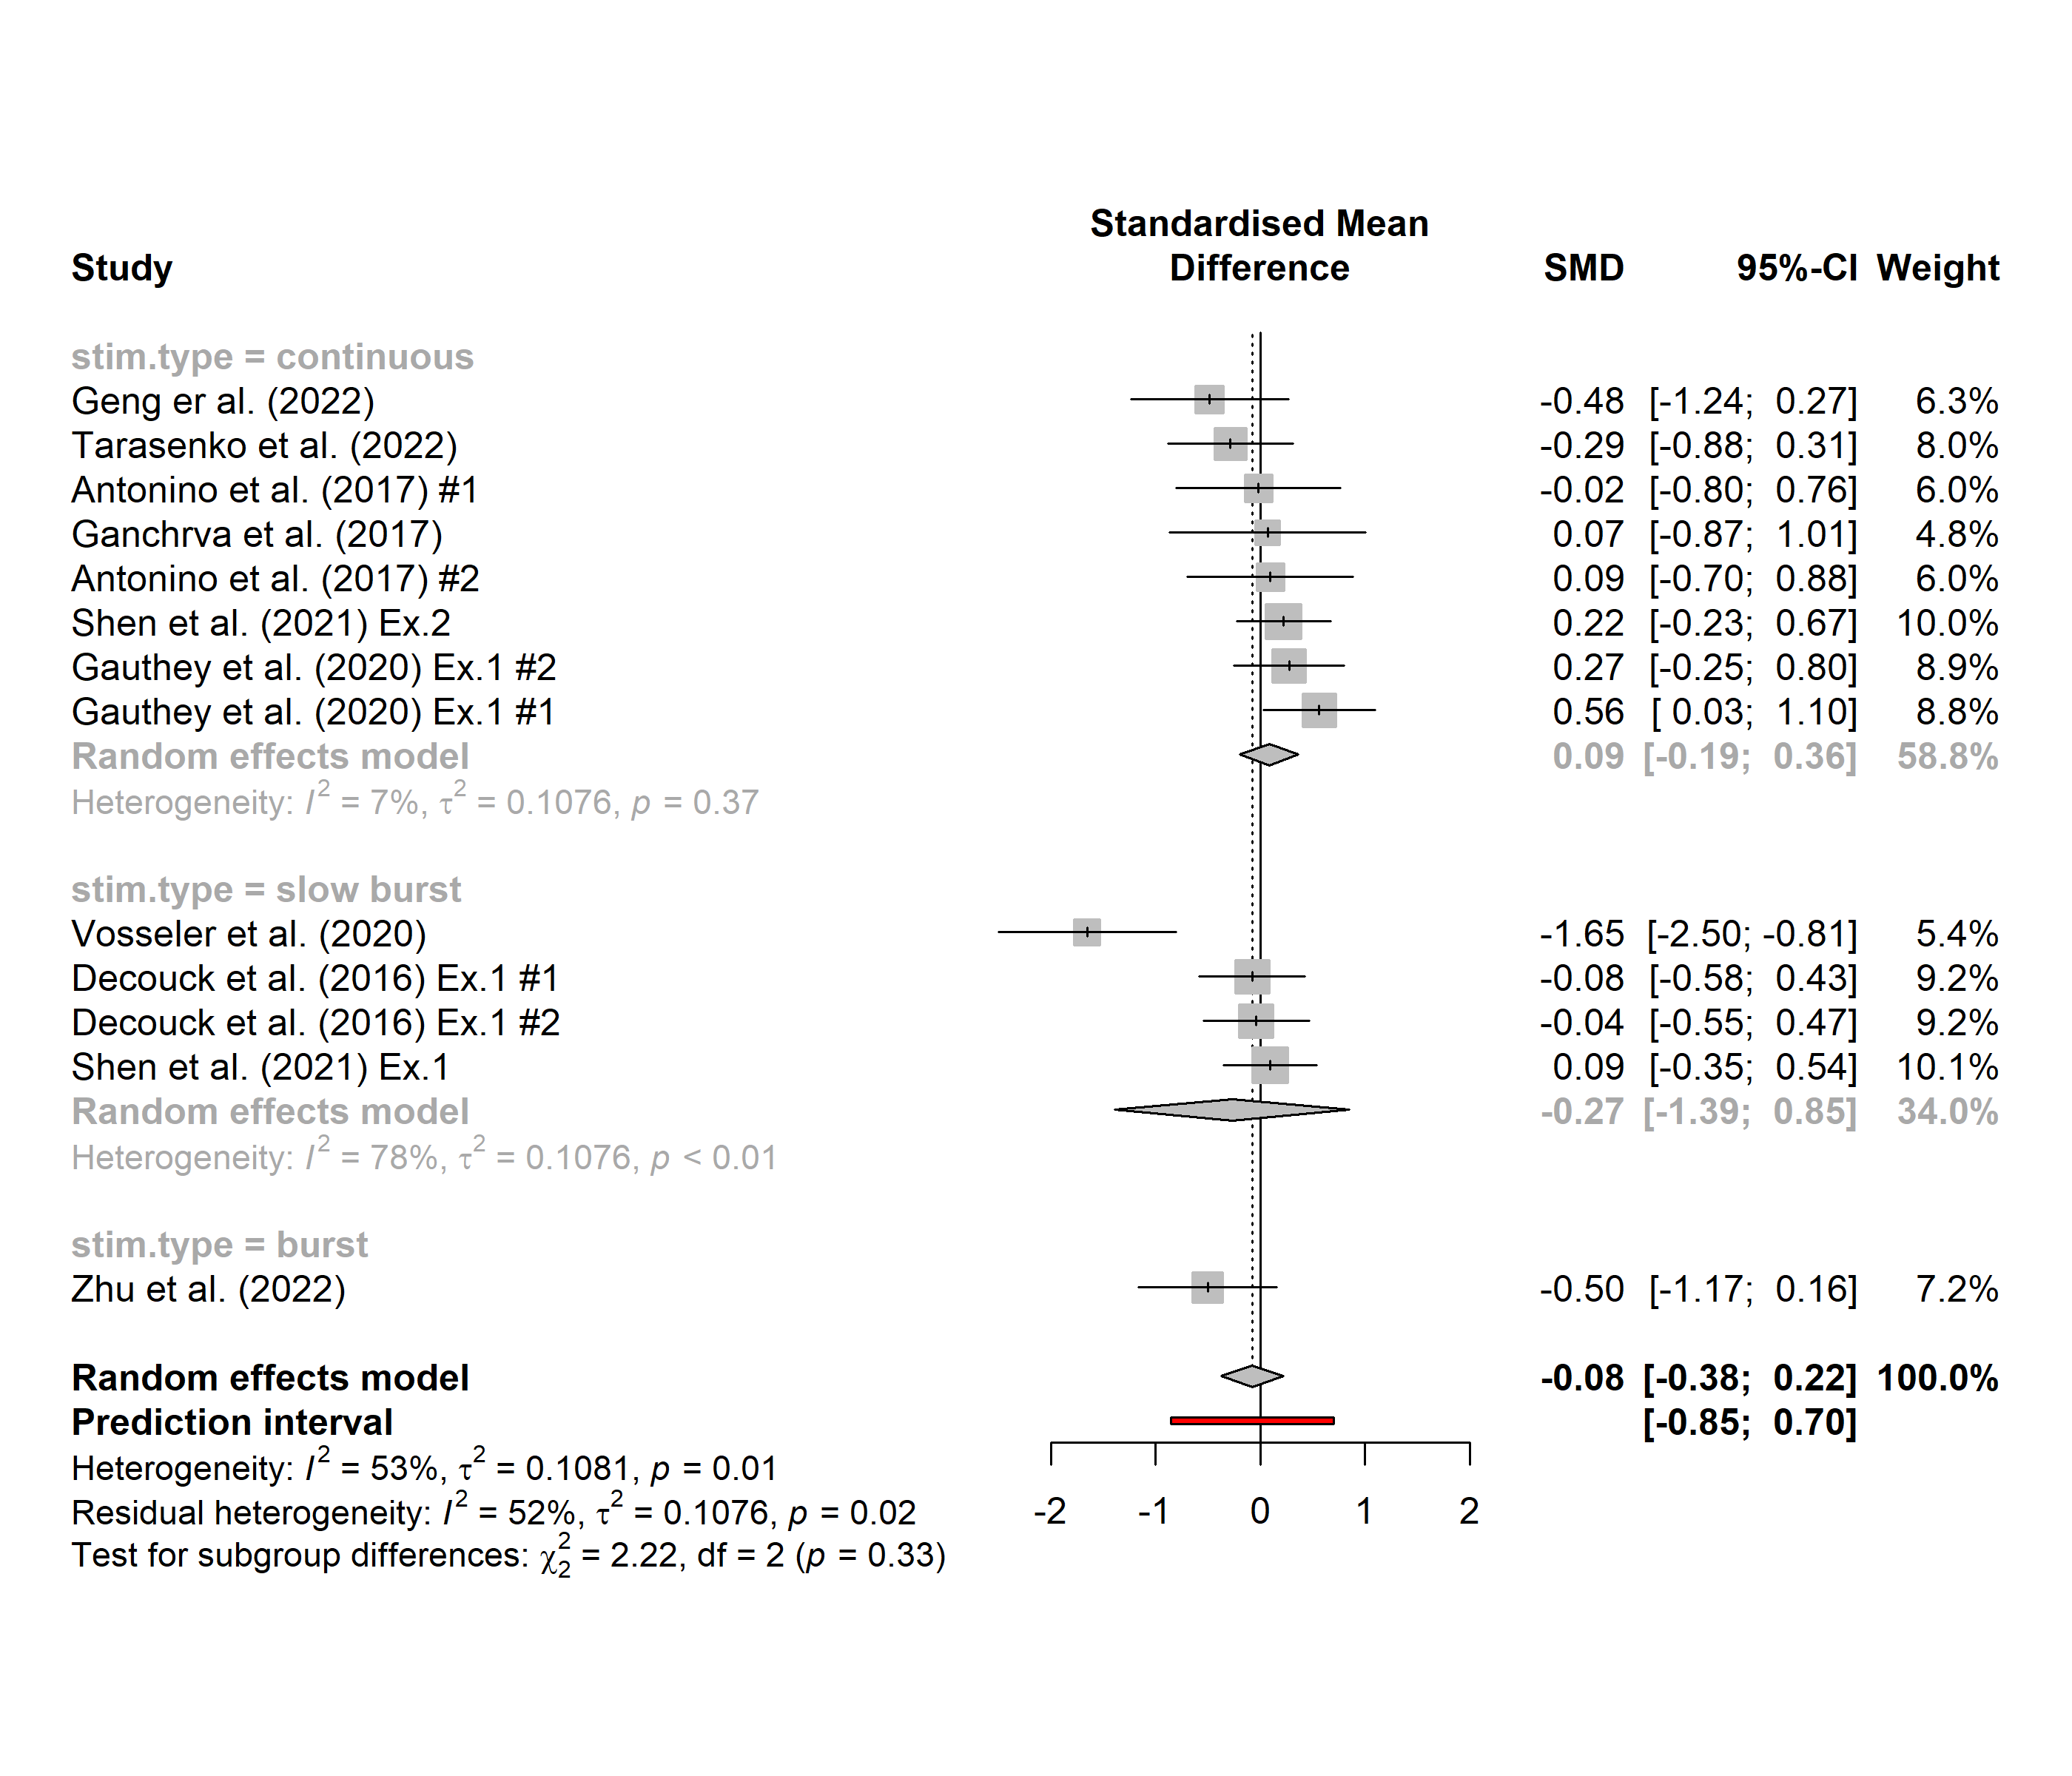 Standardised Mean
Study Difference SMD 95%-CI Weight
stim.type = continuous
Geng er al. (2022) -0.48 [-1.24; 0.27] 6.3%
Tarasenko et al. (2022) -0.29 [-0.88; 0.31] 8.0%
Antonino et al. (2017) #1 -0.02 [-0.80; 0.76] 6.0%
Ganchrva et al. (2017) 0.07 [-0.87; 1.01] 4.8%
Antonino et al. (2017) #2 0.09 [-0.70; 0.88] 6.0%
Shen et al. (2021) Ex.2 0.22 [-0.23; 0.67] 10.0%
Gauthey et al. (2020) Ex.1 #2 0.27 [-0.25; 0.80] 8.9%
Gauthey et al. (2020) Ex.1 #1 0.56 [ 0.03; 1.10] 8.8%
Random effects model 0.09 [-0.19; 0.36] 58.8%
Heterogeneity: I² = 7%, τ² = 0.1076, p = 0.37
stim.type = slow burst
Vosseler et al. (2020) -1.65 [-2.50; -0.81] 5.4%
Decouck et al. (2016) Ex.1 #1 -0.08 [-0.58; 0.43] 9.2%
Decouck et al. (2016) Ex.1 #2 -0.04 [-0.55; 0.47] 9.2%
Shen et al. (2021) Ex.1 0.09 [-0.35; 0.54] 10.1%
Random effects model -0.27 [-1.39; 0.85] 34.0%
Heterogeneity: I² = 78%, τ² = 0.1076, p < 0.01
stim.type = burst
Zhu et al. (2022) -0.50 [-1.17; 0.16] 7.2%
Random effects model -0.08 [-0.38; 0.22] 100.0%
Prediction interval [-0.85; 0.70]
Heterogeneity: I² = 53%, τ² = 0.1081, p = 0.01
Residual heterogeneity: I² = 52%, τ² = 0.1076, p = 0.02
-2 -1 0 1 2
Test for subgroup differences: χ²₂ = 2.22, df = 2 (p = 0.33)